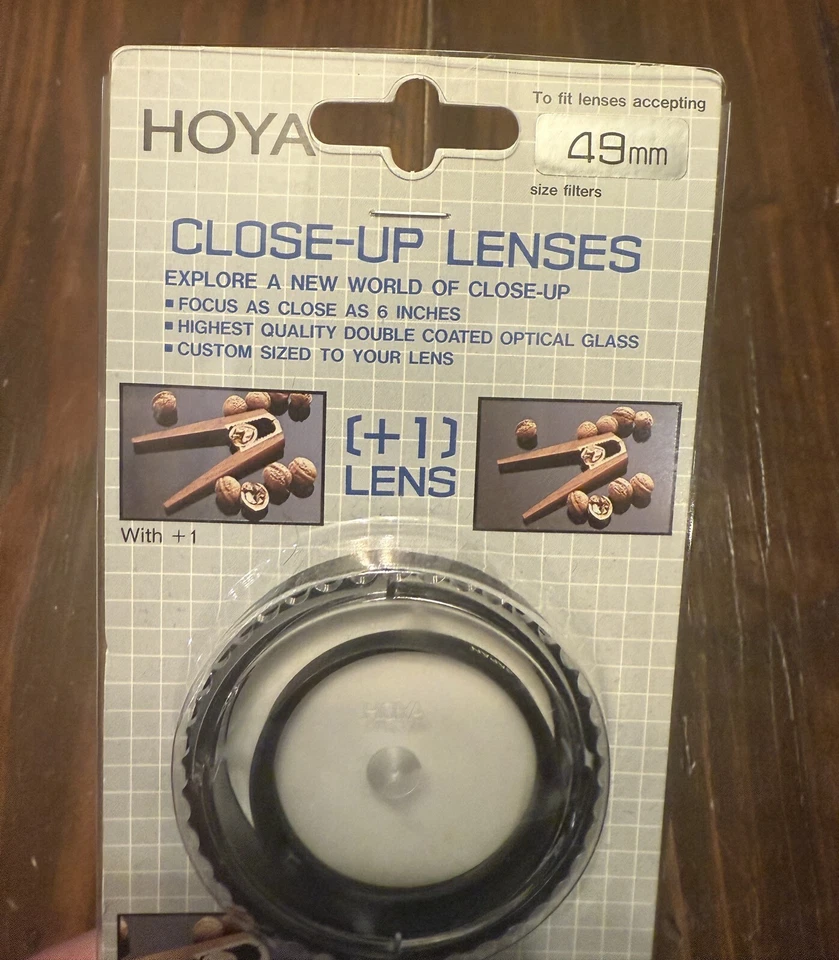 HOYA
To fit lenses accepting
49mm
size filters
CLOSE-UP LENSES
EXPLORE A NEW WORLD OF CLOSE-UP
▪ FOCUS AS CLOSE AS 6 INCHES
▪ HIGHEST QUALITY DOUBLE COATED OPTICAL GLASS
▪ CUSTOM SIZED TO YOUR LENS
(+1)
LENS
With +1
HOYA